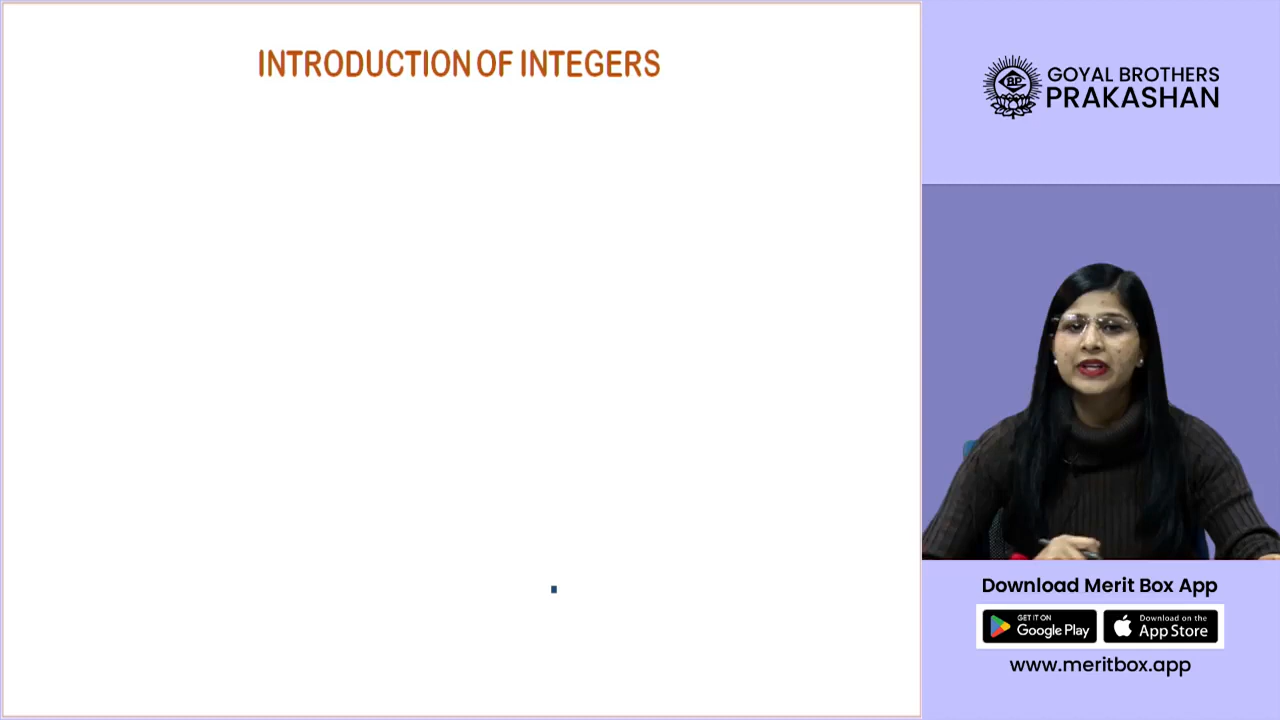 INTRODUCTION OF INTEGERS
BP
GOYAL BROTHERS
PRAKASHAN
Download Merit Box App
GET IT ON
Google Play
Download on the
App Store
www.meritbox.app